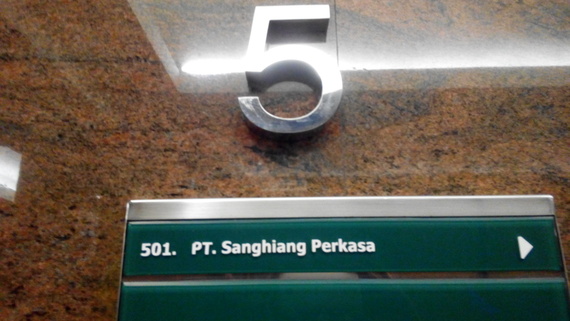 5
501. PT. Sanghiang Perkasa